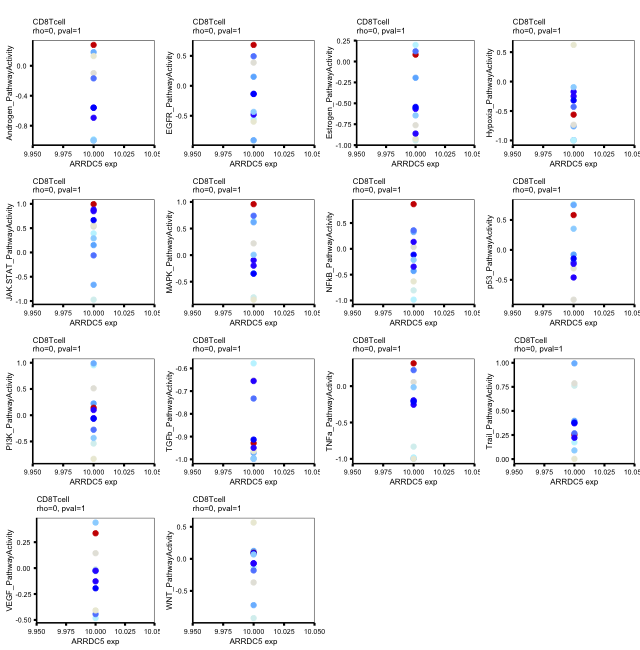 CD8Tcell
rho=0, pval=1
Androgen_PathwayActivity
0.0
-0.4
-0.8
9.950 9.975 10.000 10.025 10.05
ARRDC5 exp
CD8Tcell
rho=0, pval=1
EGFR_PathwayActivity
0.5
0.0
-0.5
9.950 9.975 10.000 10.025 10.05
ARRDC5 exp
CD8Tcell
rho=0, pval=1
Estrogen_PathwayActivity
0.25
0.00
-0.25
-0.50
-0.75
-1.00
9.950 9.975 10.000 10.025 10.05
ARRDC5 exp
CD8Tcell
rho=0, pval=1
Hypoxia_PathwayActivity
0.5
0.0
-0.5
-1.0
9.950 9.975 10.000 10.025 10.05
ARRDC5 exp
CD8Tcell
rho=0, pval=1
JAK.STAT_PathwayActivity
1.0
0.5
0.0
-0.5
-1.0
9.950 9.975 10.000 10.025 10.05
ARRDC5 exp
CD8Tcell
rho=0, pval=1
MAPK_PathwayActivity
1.0
0.5
0.0
-0.5
9.950 9.975 10.000 10.025 10.05
ARRDC5 exp
CD8Tcell
rho=0, pval=1
NFkB_PathwayActivity
0.5
0.0
-0.5
-1.0
9.950 9.975 10.000 10.025 10.05
ARRDC5 exp
CD8Tcell
rho=0, pval=1
p53_PathwayActivity
0.5
0.0
-0.5
9.950 9.975 10.000 10.025 10.05
ARRDC5 exp
CD8Tcell
rho=0, pval=1
PI3K_PathwayActivity
1.0
0.5
0.0
-0.5
9.950 9.975 10.000 10.025 10.05
ARRDC5 exp
CD8Tcell
rho=0, pval=1
TGFb_PathwayActivity
-0.6
-0.7
-0.8
-0.9
-1.0
9.950 9.975 10.000 10.025 10.05
ARRDC5 exp
CD8Tcell
rho=0, pval=1
TNFa_PathwayActivity
0.0
-0.5
-1.0
9.950 9.975 10.000 10.025 10.05
ARRDC5 exp
CD8Tcell
rho=0, pval=1
Trail_PathwayActivity
1.00
0.75
0.50
0.25
0.00
9.950 9.975 10.000 10.025 10.05
ARRDC5 exp
CD8Tcell
rho=0, pval=1
VEGF_PathwayActivity
0.25
0.00
-0.25
-0.50
9.950 9.975 10.000 10.025 10.05
ARRDC5 exp
CD8Tcell
rho=0, pval=1
WNT_PathwayActivity
0.5
0.0
-0.5
9.950 9.975 10.000 10.025 10.050
ARRDC5 exp